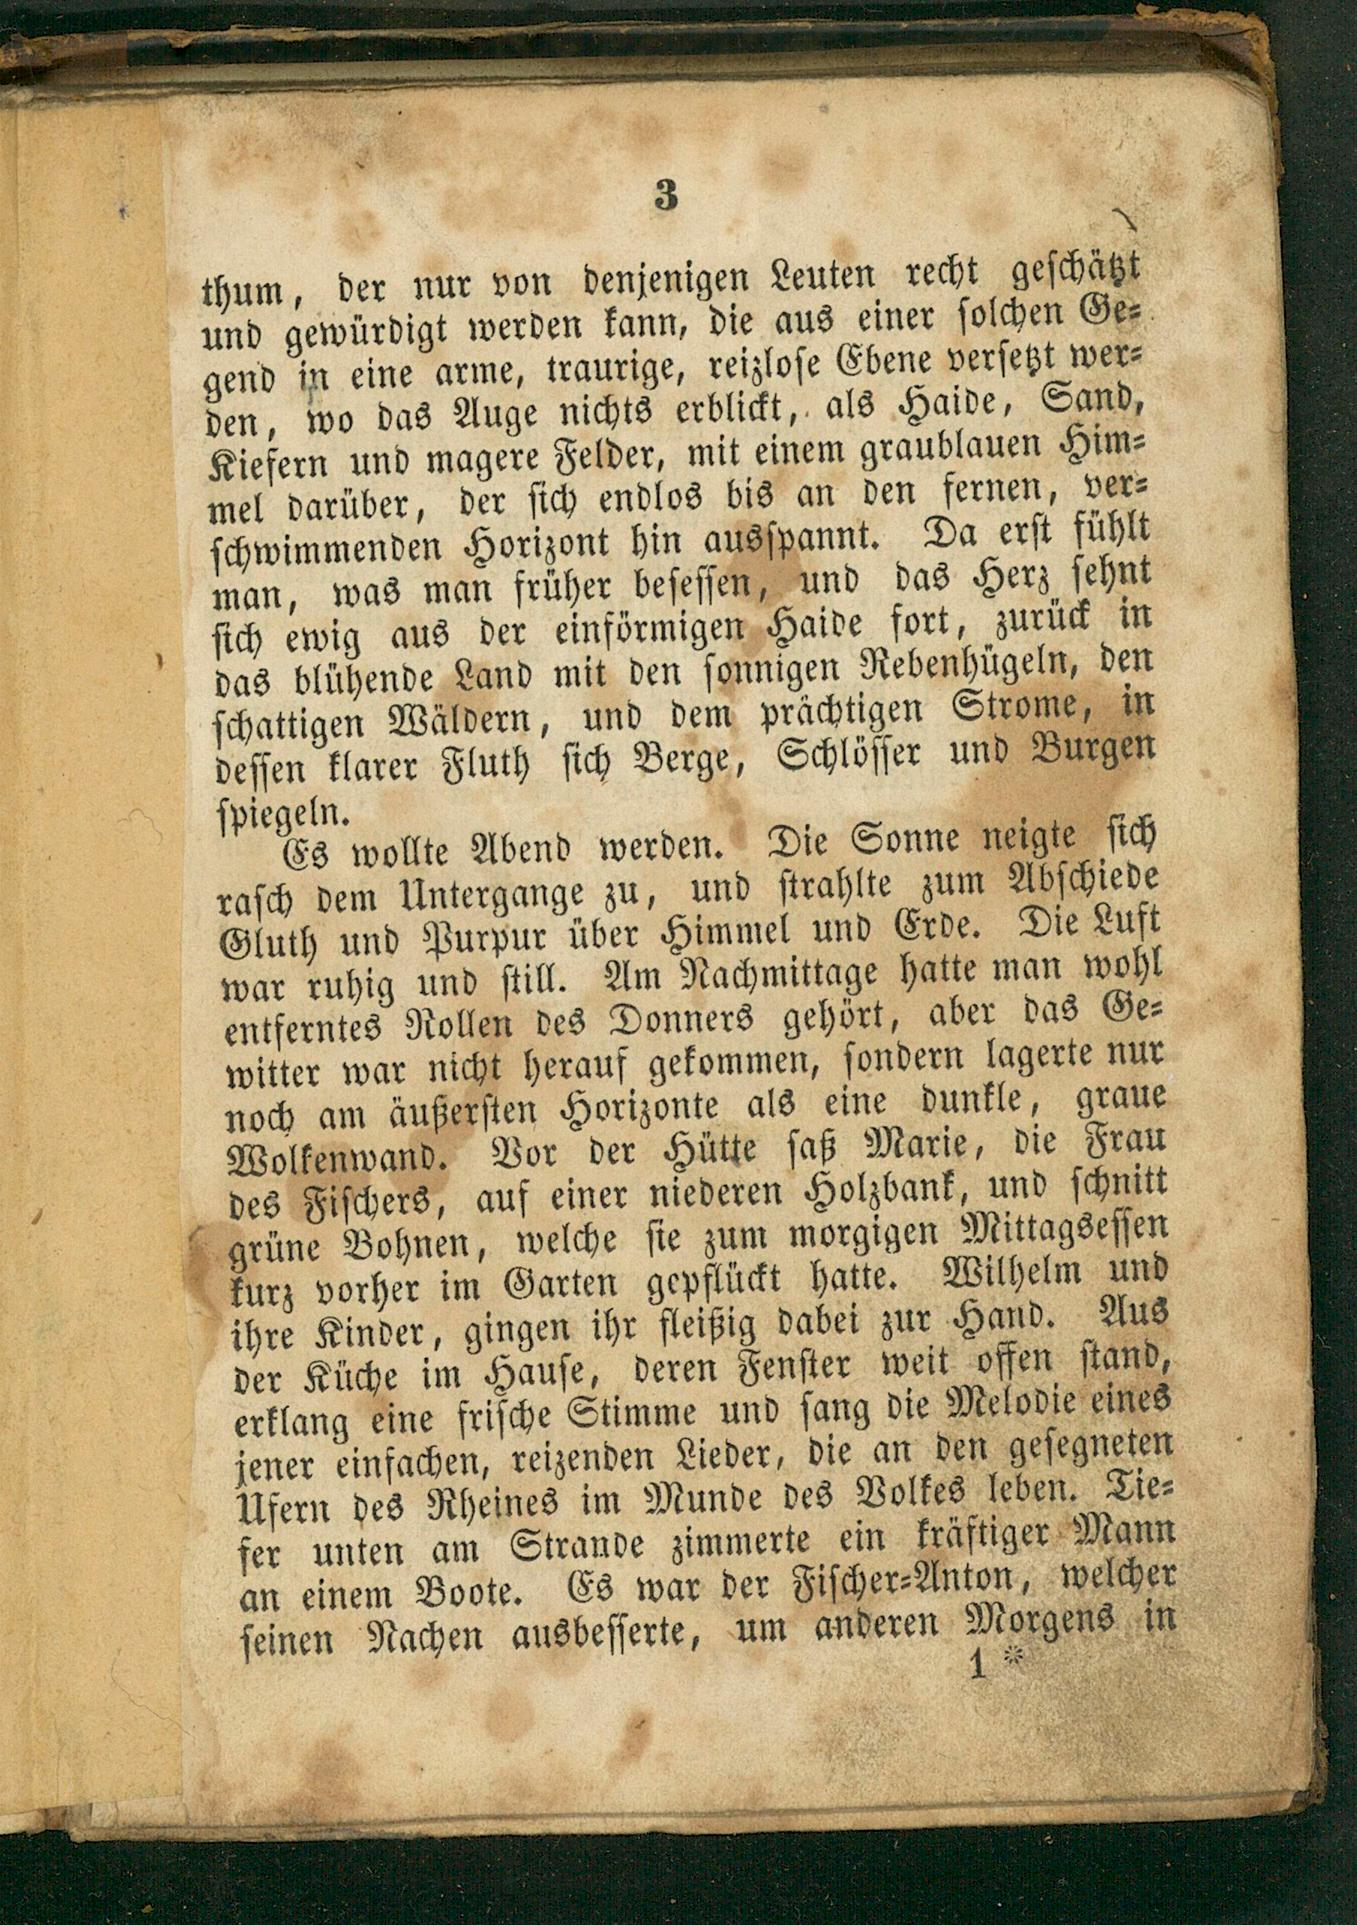 3
thum, der nur von denjenigen Leuten recht geschätzt
und gewürdigt werden kann, die aus einer solchen Ge-
gend in eine arme, traurige, reizlose Ebene versetzt wer-
den, wo das Auge nichts erblickt, als Haide, Sand,
Kiefern und magere Felder, mit einem graublauen Him-
mel darüber, der sich endlos bis an den fernen, ver-
schwimmenden Horizont hin ausspannt. Da erst fühlt
man, was man früher besessen, und das Herz sehnt
sich ewig aus der einförmigen Haide fort, zurück in
das blühende Land mit den sonnigen Rebenhügeln, den
schattigen Wäldern, und dem prächtigen Strome, in
dessen klarer Fluth sich Berge, Schlösser und Burgen
spiegeln.
Es wollte Abend werden. Die Sonne neigte sich
rasch dem Untergange zu, und strahlte zum Abschiede
Gluth und Purpur über Himmel und Erde. Die Luft
war ruhig und still. Am Nachmittage hatte man wohl
entferntes Rollen des Donners gehört, aber das Ge-
witter war nicht herauf gekommen, sondern lagerte nur
noch am äußersten Horizonte als eine dunkle, graue
Wolkenwand. Vor der Hütte saß Marie, die Frau
des Fischers, auf einer niederen Holzbank, und schnitt
grüne Bohnen, welche sie zum morgigen Mittagsessen
kurz vorher im Garten gepflückt hatte. Wilhelm und
ihre Kinder, gingen ihr fleißig dabei zur Hand. Aus
der Küche im Hause, deren Fenster weit offen stand,
erklang eine frische Stimme und sang die Melodie eines
jener einfachen, reizenden Lieder, die an den gesegneten
Ufern des Rheines im Munde des Volkes leben. Tie-
fer unten am Strande zimmerte ein kräftiger Mann
an einem Boote. Es war der Fischer-Anton, welcher
seinen Nachen ausbesserte, um anderen Morgens in
1 *